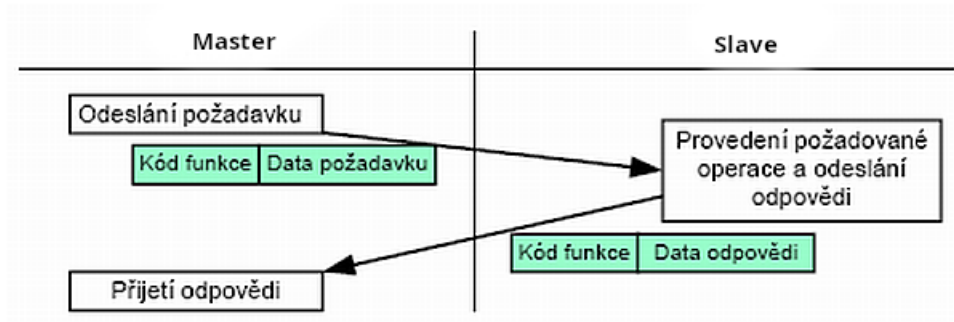 Master
Slave
Odeslání požadavku
Kód funkce Data požadavku
Provedení požadované
operace a odeslání
odpovědi
Kód funkce Data odpovědi
Přijetí odpovědi